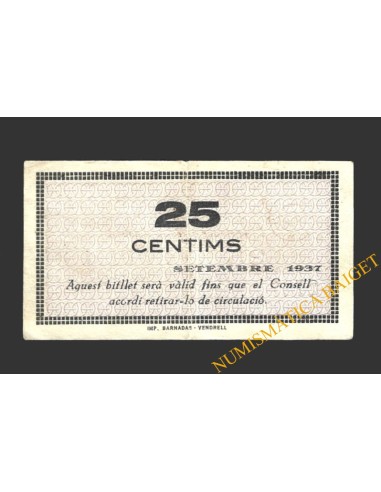 25
CENTIMS
SETEMBRE 1937
Aquest bitllet serà vàlid fins que el Consell
acordi retirar-lo de circulació.
IMP. BARNADAS - VENDRELL
NUMISMATICA BAIGET